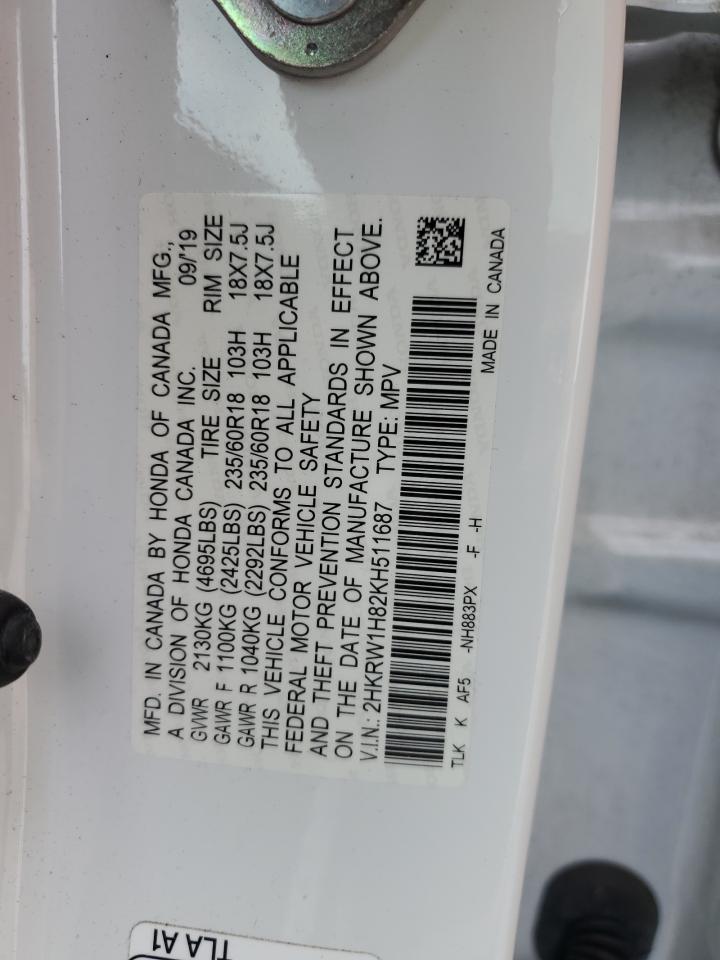 MFD. IN CANADA BY HONDA OF CANADA MFG.,
A DIVISION OF HONDA CANADA INC. 09/'19
GVWR 2130KG (4695LBS) TIRE SIZE RIM SIZE
GAWR F 1100KG (2425LBS) 235/60R18 103H 18X7.5J
GAWR R 1040KG (2292LBS) 235/60R18 103H 18X7.5J
THIS VEHICLE CONFORMS TO ALL APPLICABLE
FEDERAL MOTOR VEHICLE SAFETY
AND THEFT PREVENTION STANDARDS IN EFFECT
ON THE DATE OF MANUFACTURE SHOWN ABOVE.
V.I.N.: 2HKRW1H82KH511687 TYPE: MPV
TLK K AF5 -NH883PX -F -H MADE IN CANADA
TLA A1